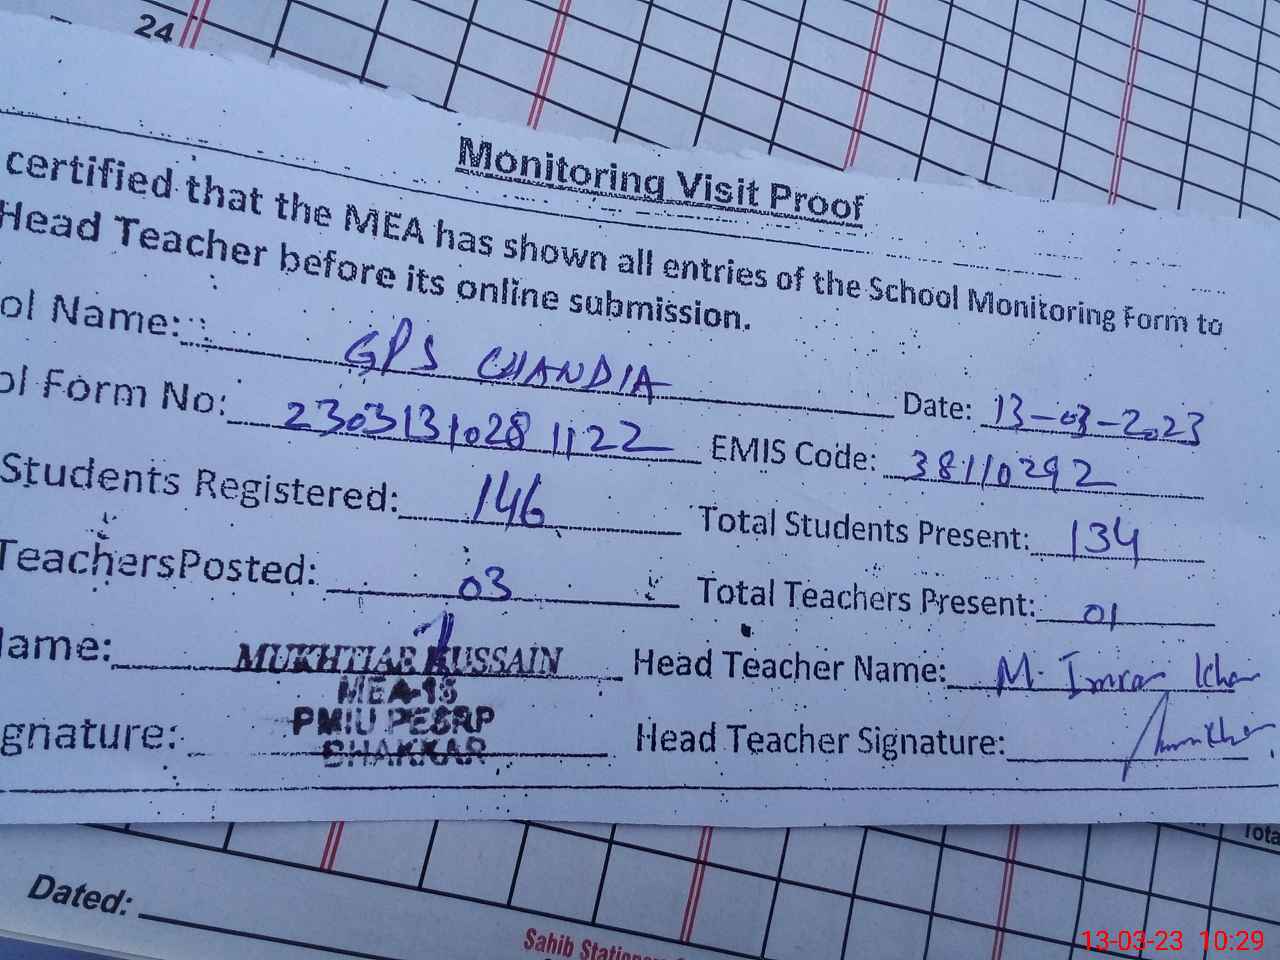 24
Monitoring Visit Proof
certified that the MEA has shown all entries of the School Monitoring Form to
Head Teacher before its online submission.
ol Name: GPS CHANDIA Date: 13-03-2023
ol Form No: 2303131028 1122 EMIS Code: 38110292
Students Registered: 146 Total Students Present: 134
TeachersPosted: 03 Total Teachers Present: 01
lame: MUKHTIAR HUSSAIN Head Teacher Name: M. Imran Khan
MEA-15
PMIU PESRP
BHAKKAR
gnature: Head Teacher Signature:
Tota
Dated:
Sahib Station
13-03-23 10:29